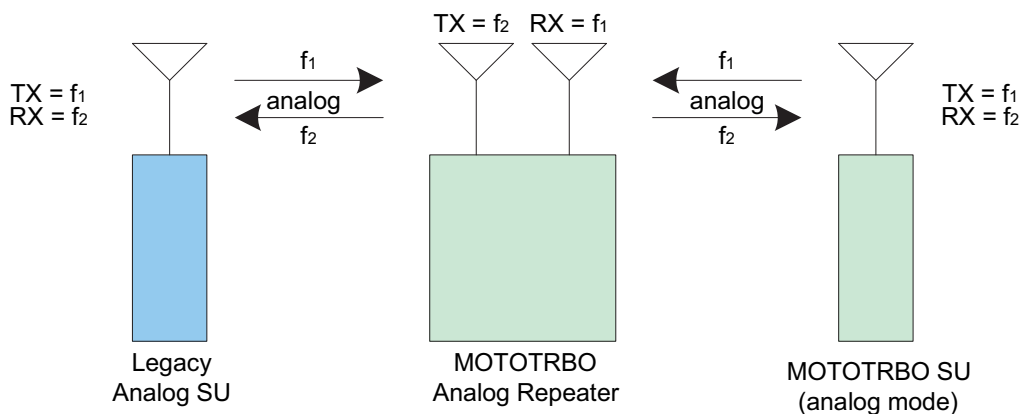 TX = f₂
RX = f₁
TX = f₁
RX = f₂
f₁
analog
f₂
f₁
analog
f₂
TX = f₁
RX = f₂
Legacy
Analog SU
MOTOTRBO
Analog Repeater
MOTOTRBO SU
(analog mode)